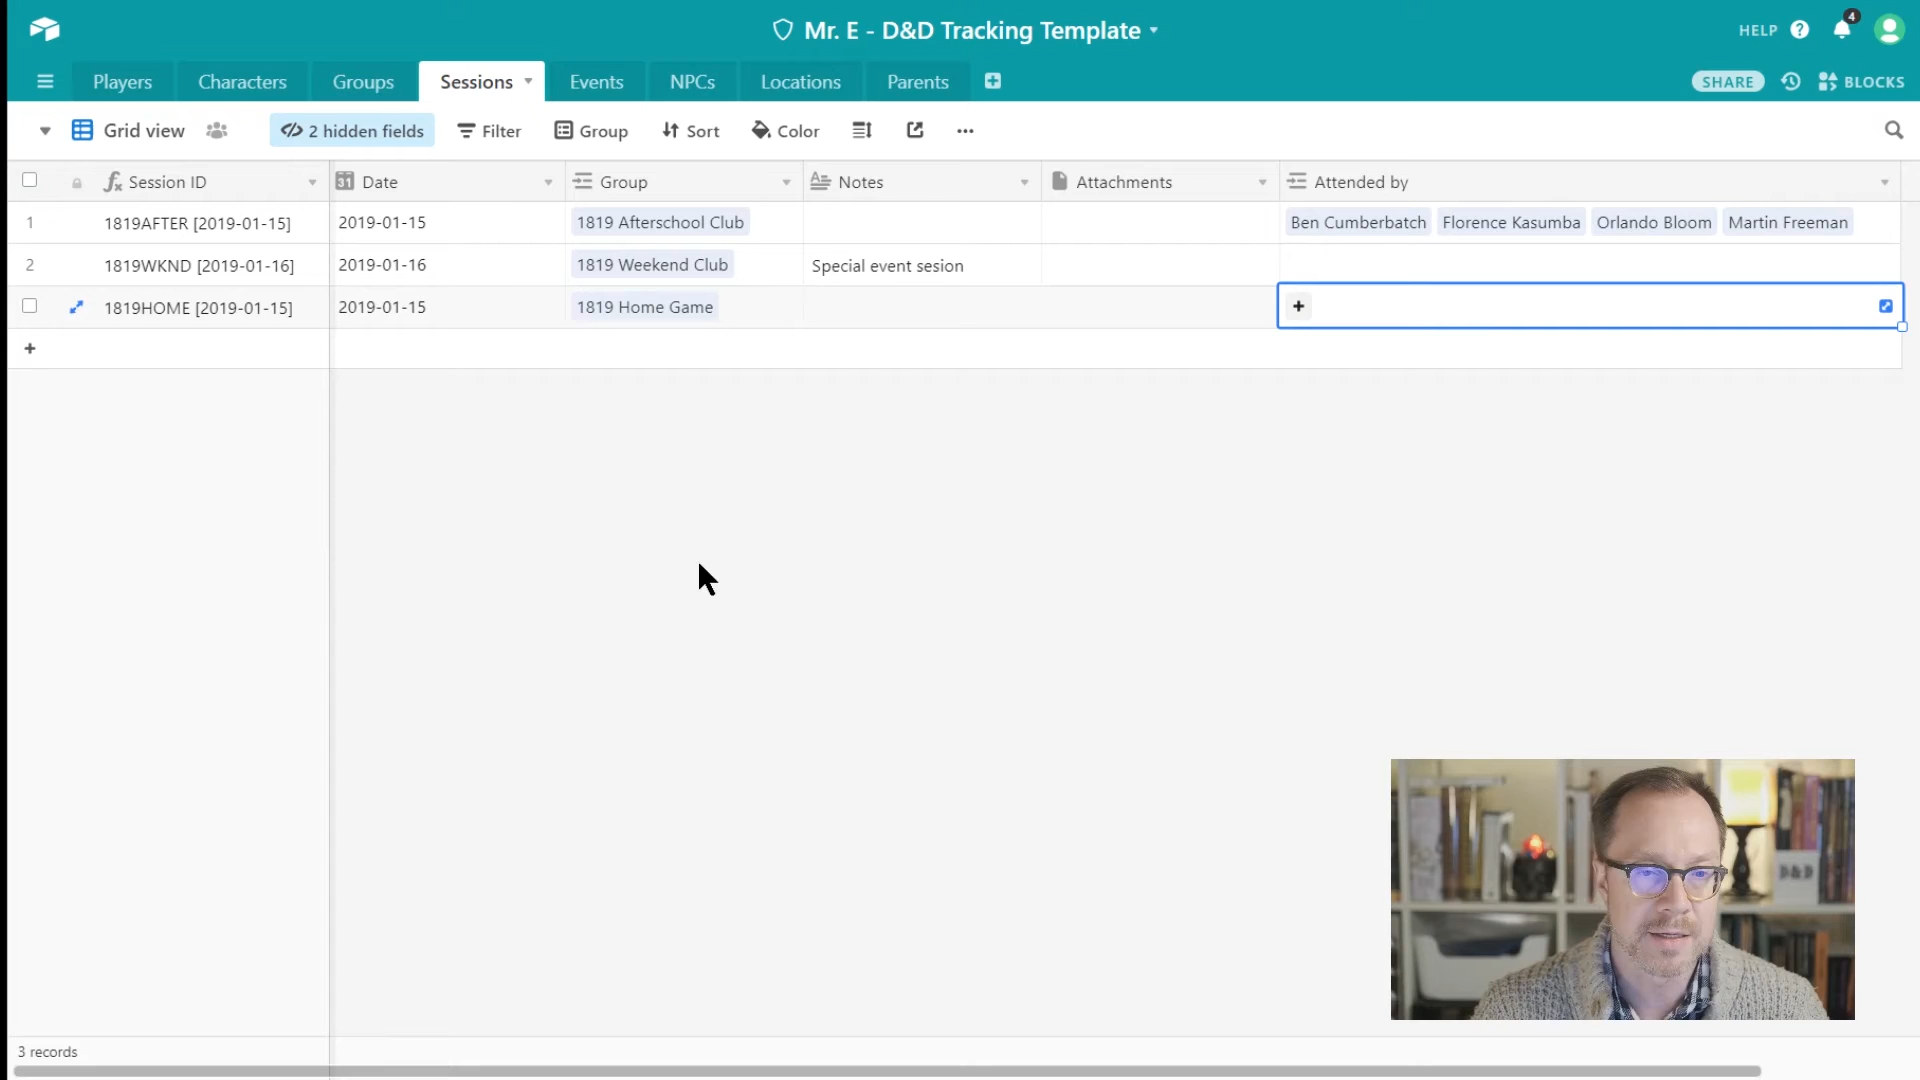 Mr. E - D&D Tracking Template
HELP
4
Players Characters Groups Sessions Events NPCs Locations Parents
SHARE
BLOCKS
Grid view
2 hidden fields
Filter
Group
Sort
Color
Session ID
31 Date
Group
Notes
Attachments
Attended by
1 1819AFTER [2019-01-15] 2019-01-15 1819 Afterschool Club Ben Cumberbatch Florence Kasumba Orlando Bloom Martin Freeman
2 1819WKND [2019-01-16] 2019-01-16 1819 Weekend Club Special event sesion
1819HOME [2019-01-15] 2019-01-15 1819 Home Game
D&D
3 records